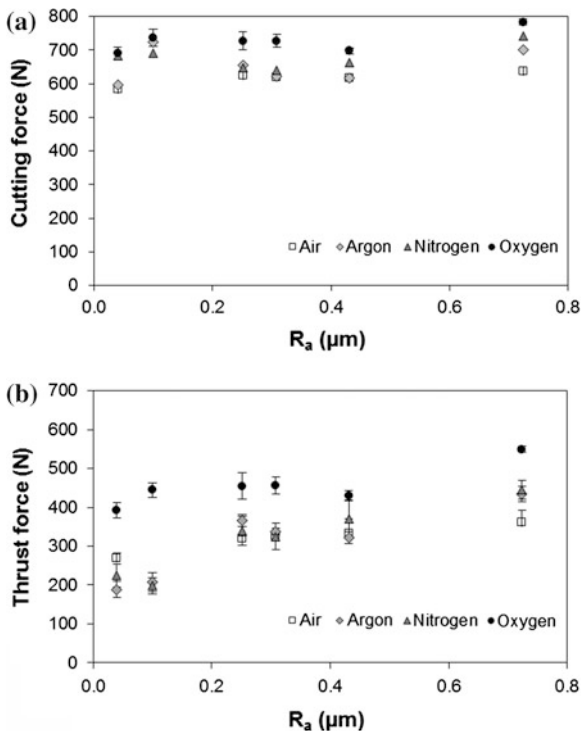 (a)
800
700
600
500
400
300
200
100
0
Cutting force (N)
Air Argon Nitrogen Oxygen
0.0 0.2 0.4 0.6 0.8
Ra (µm)
(b)
700
600
500
400
300
200
100
0
Thrust force (N)
Air Argon Nitrogen Oxygen
0.0 0.2 0.4 0.6 0.8
Ra (µm)